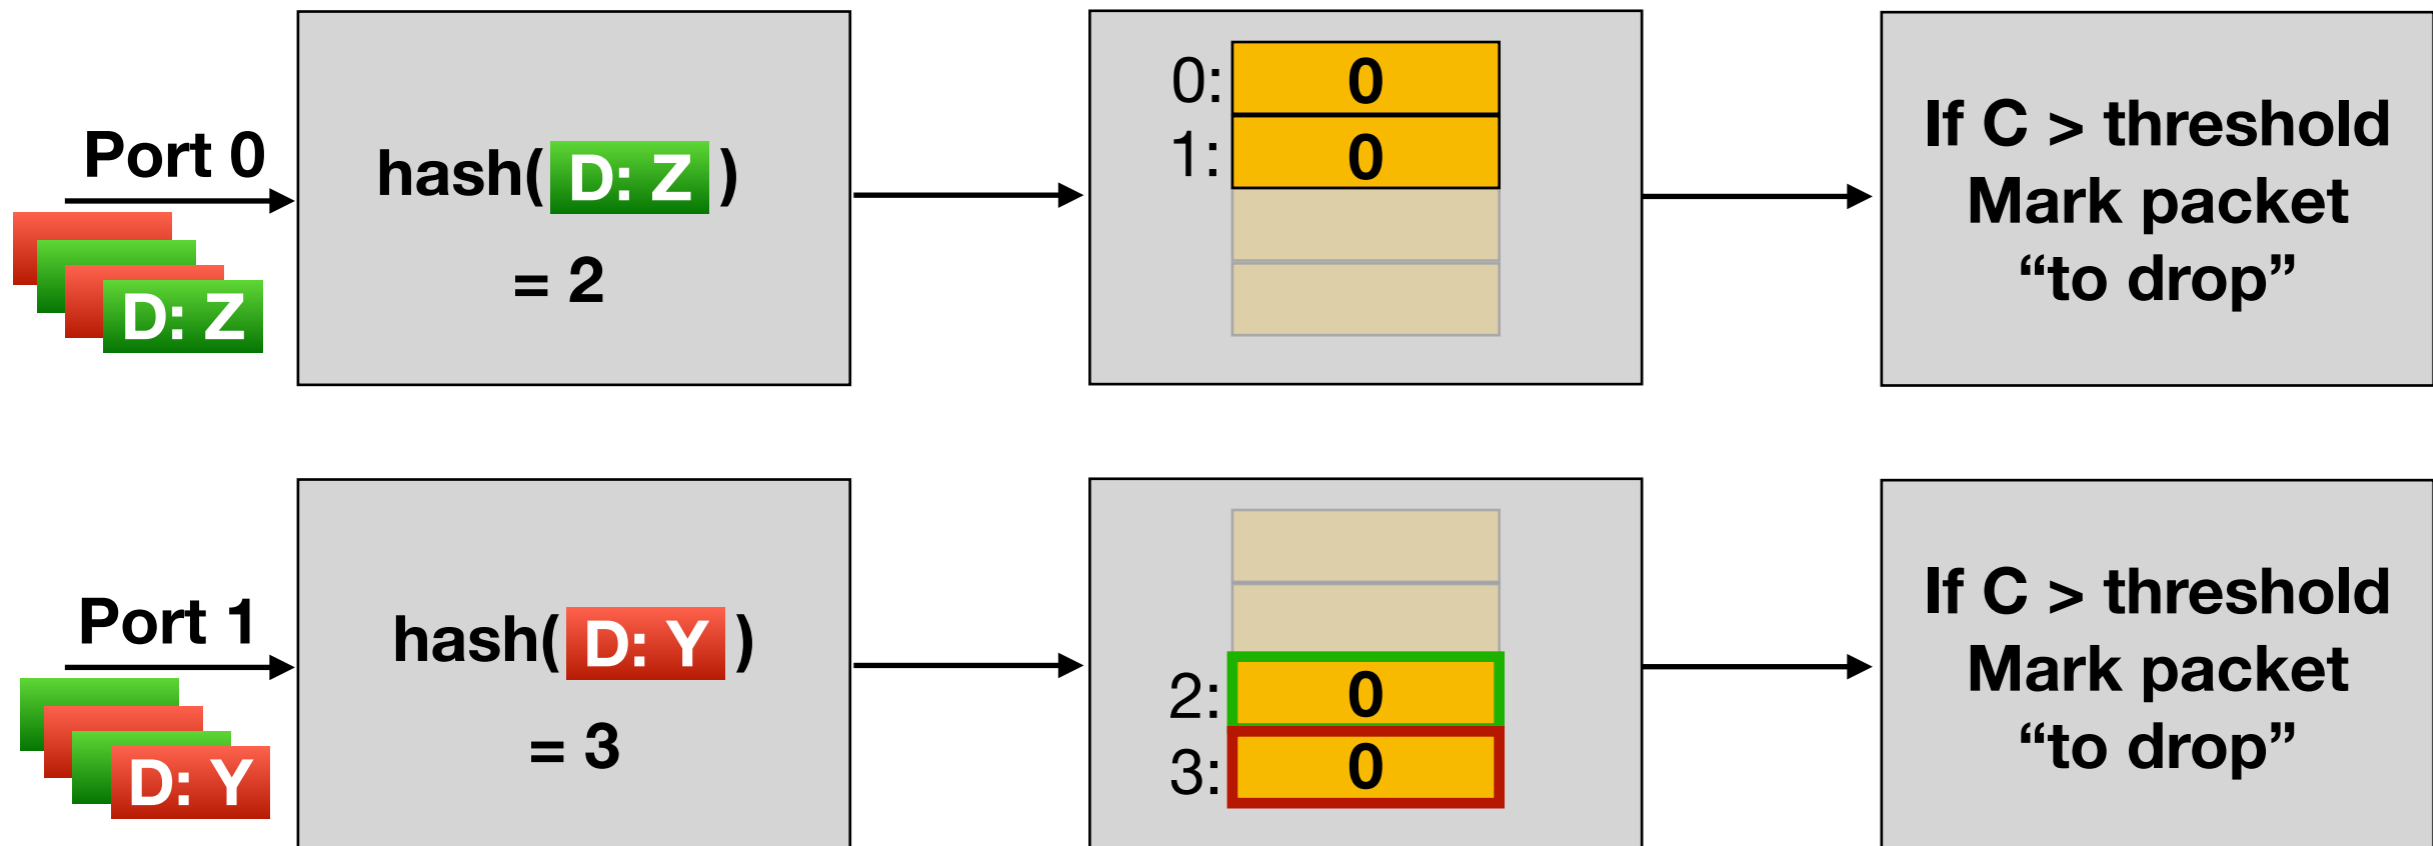 Port 0
D: Z
hash( D: Z )
= 2
0: 0
1: 0
If C > threshold
Mark packet
“to drop”
Port 1
D: Y
hash( D: Y )
= 3
2: 0
3: 0
If C > threshold
Mark packet
“to drop”